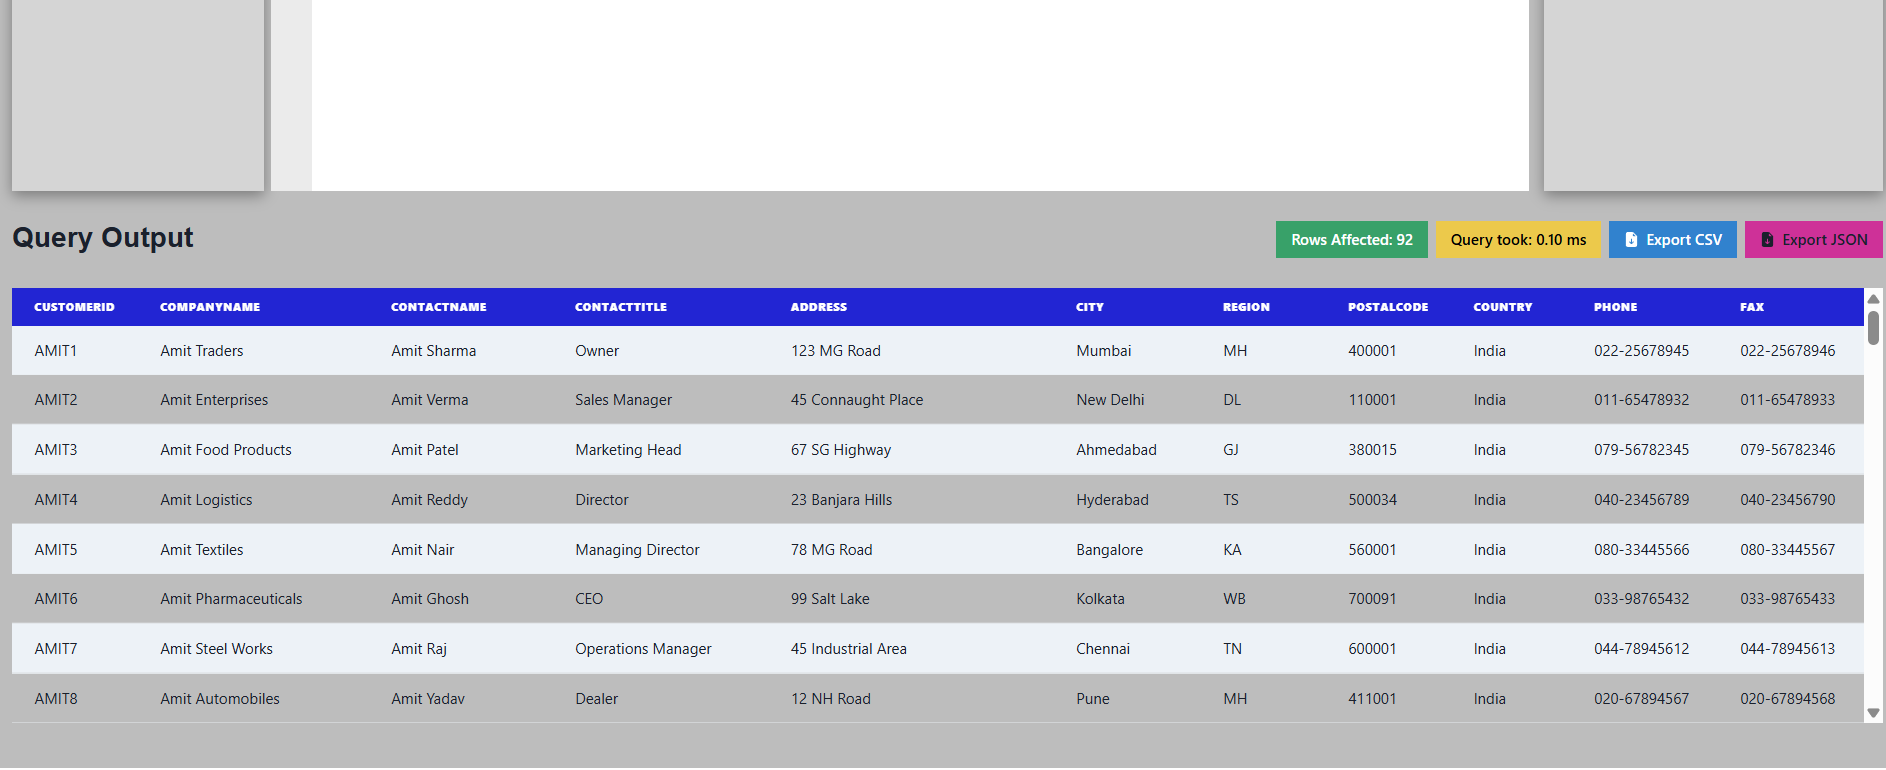 Query Output
Rows Affected: 92 Query took: 0.10 ms Export CSV Export JSON
CUSTOMERID COMPANYNAME CONTACTNAME CONTACTTITLE ADDRESS CITY REGION POSTALCODE COUNTRY PHONE FAX
AMIT1 Amit Traders Amit Sharma Owner 123 MG Road Mumbai MH 400001 India 022-25678945 022-25678946
AMIT2 Amit Enterprises Amit Verma Sales Manager 45 Connaught Place New Delhi DL 110001 India 011-65478932 011-65478933
AMIT3 Amit Food Products Amit Patel Marketing Head 67 SG Highway Ahmedabad GJ 380015 India 079-56782345 079-56782346
AMIT4 Amit Logistics Amit Reddy Director 23 Banjara Hills Hyderabad TS 500034 India 040-23456789 040-23456790
AMIT5 Amit Textiles Amit Nair Managing Director 78 MG Road Bangalore KA 560001 India 080-33445566 080-33445567
AMIT6 Amit Pharmaceuticals Amit Ghosh CEO 99 Salt Lake Kolkata WB 700091 India 033-98765432 033-98765433
AMIT7 Amit Steel Works Amit Raj Operations Manager 45 Industrial Area Chennai TN 600001 India 044-78945612 044-78945613
AMIT8 Amit Automobiles Amit Yadav Dealer 12 NH Road Pune MH 411001 India 020-67894567 020-67894568